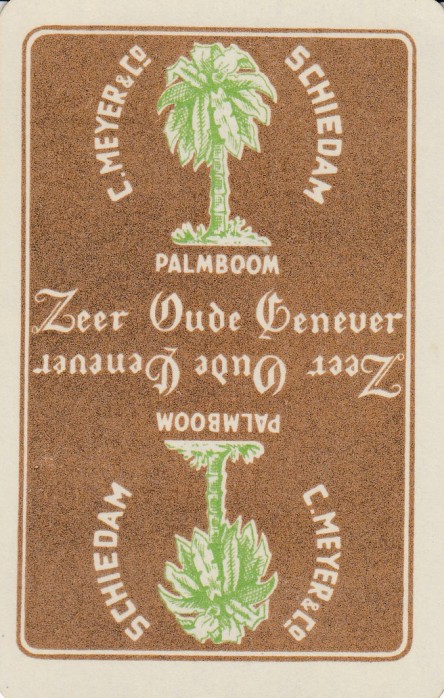 C. MEYER & Co SCHIEDAM
PALMBOOM
Zeer Oude Genever
Zeer Oude Genever
PALMBOOM
C. MEYER & Co SCHIEDAM